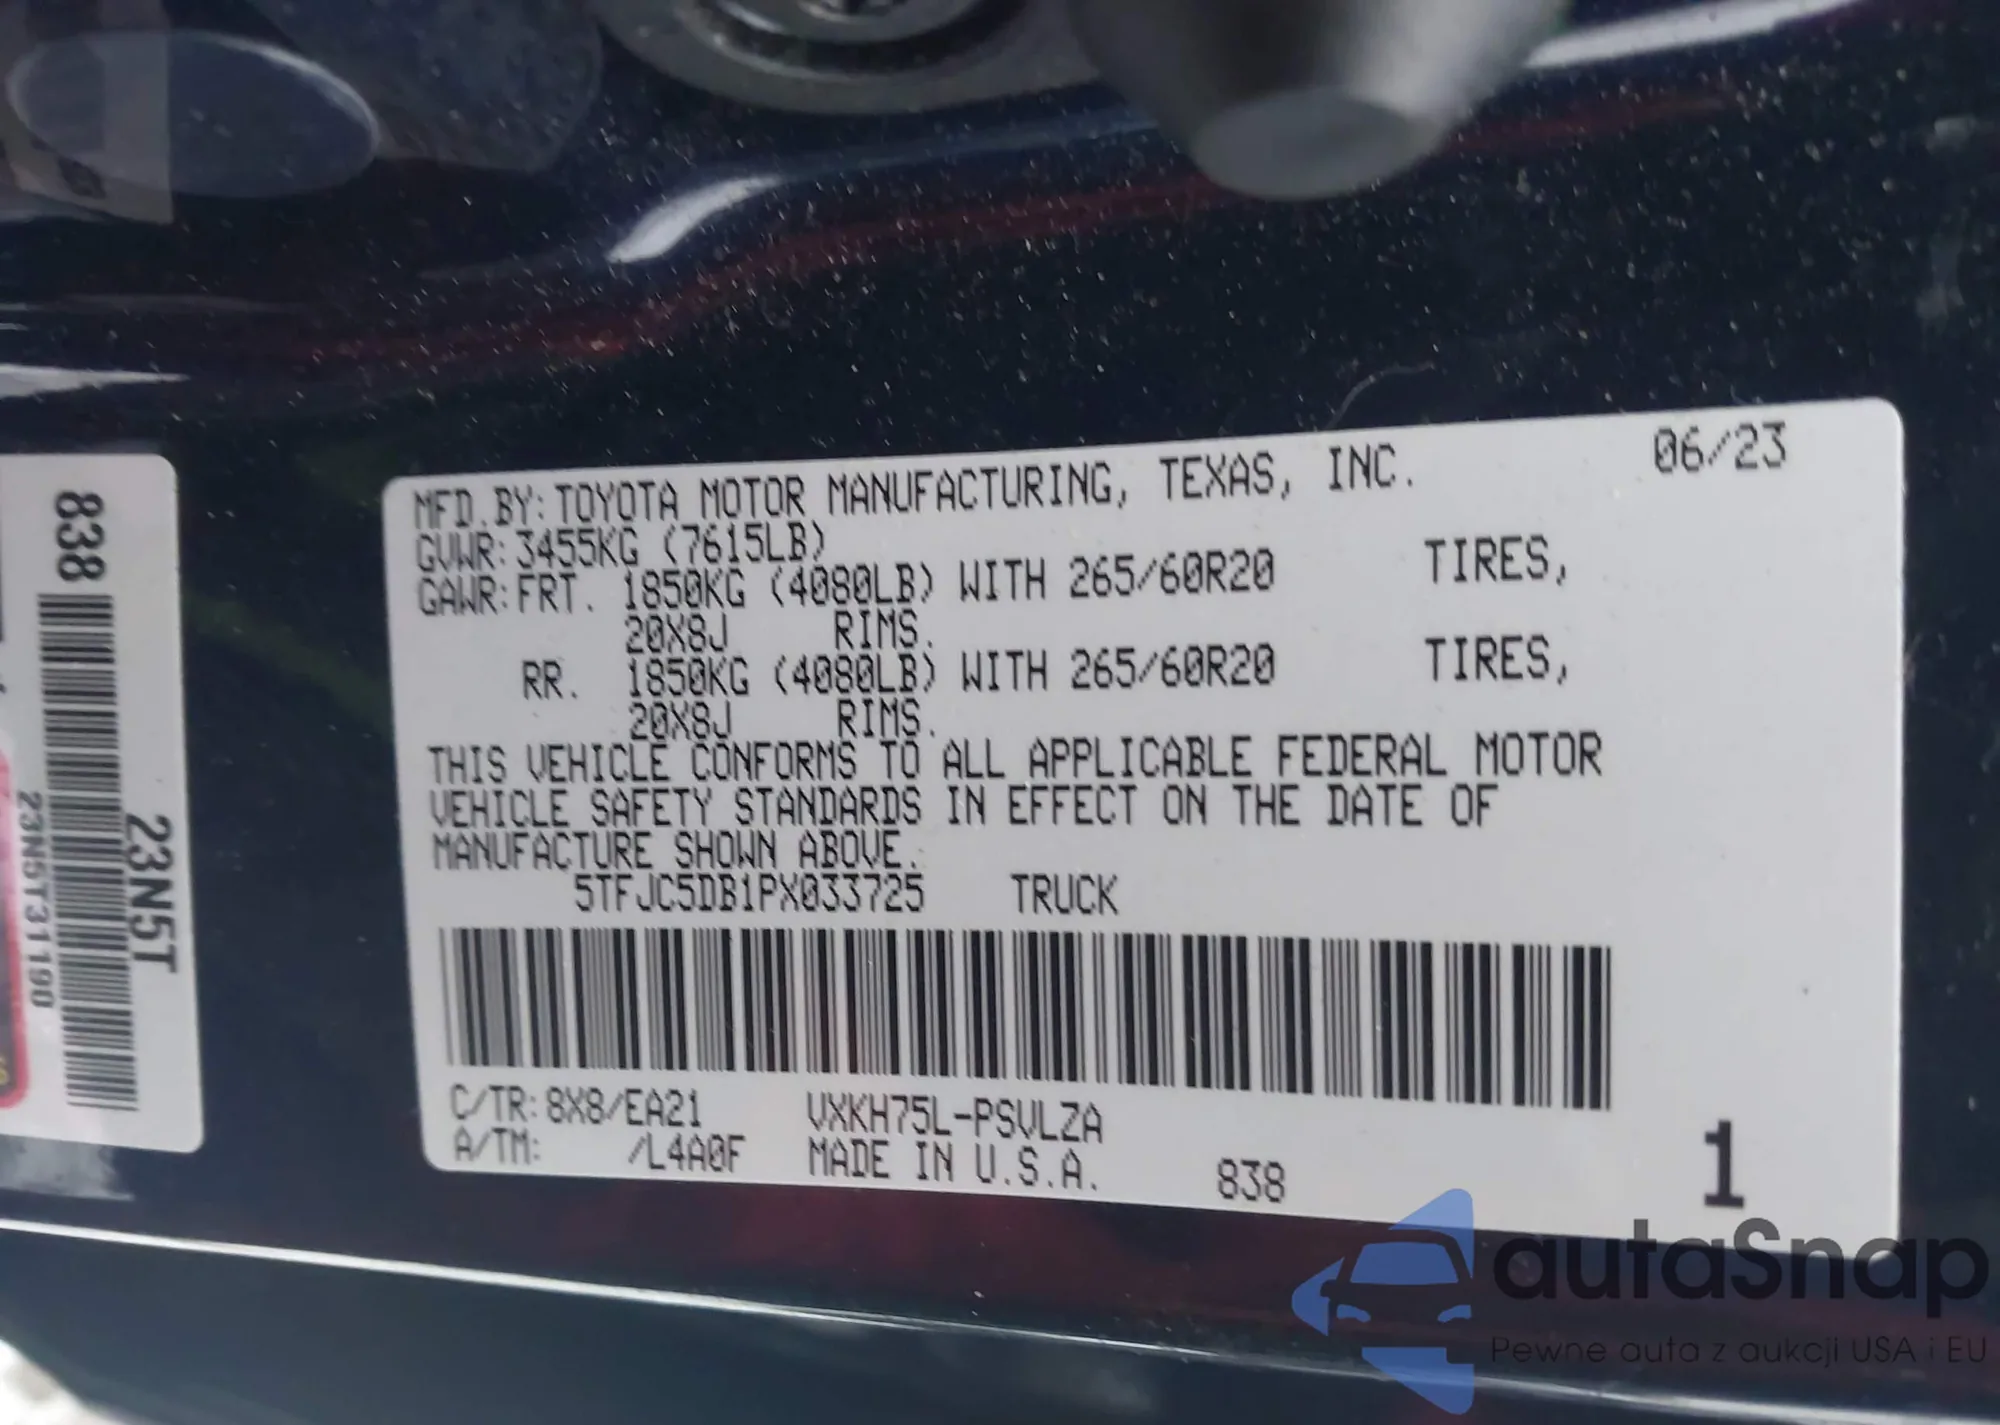 MFD.BY: TOYOTA MOTOR MANUFACTURING, TEXAS, INC. 06/23
GVWR: 3455KG (7615LB)
GAWR: FRT. 1850KG (4080LB) WITH 265/60R20 TIRES,
20X8J RIMS.
RR. 1850KG (4080LB) WITH 265/60R20 TIRES,
20X8J RIMS.
THIS VEHICLE CONFORMS TO ALL APPLICABLE FEDERAL MOTOR
VEHICLE SAFETY STANDARDS IN EFFECT ON THE DATE OF
MANUFACTURE SHOWN ABOVE.
5TFJC5DB1PX033725 TRUCK
C/TR: 8X8/EA21 VXKH75L-PSVLZA
A/TM: /L4A0F MADE IN U.S.A. 838
1
838
23N5T
23N5T31190
autaSnap
Pewne auta z aukcji USA i EU